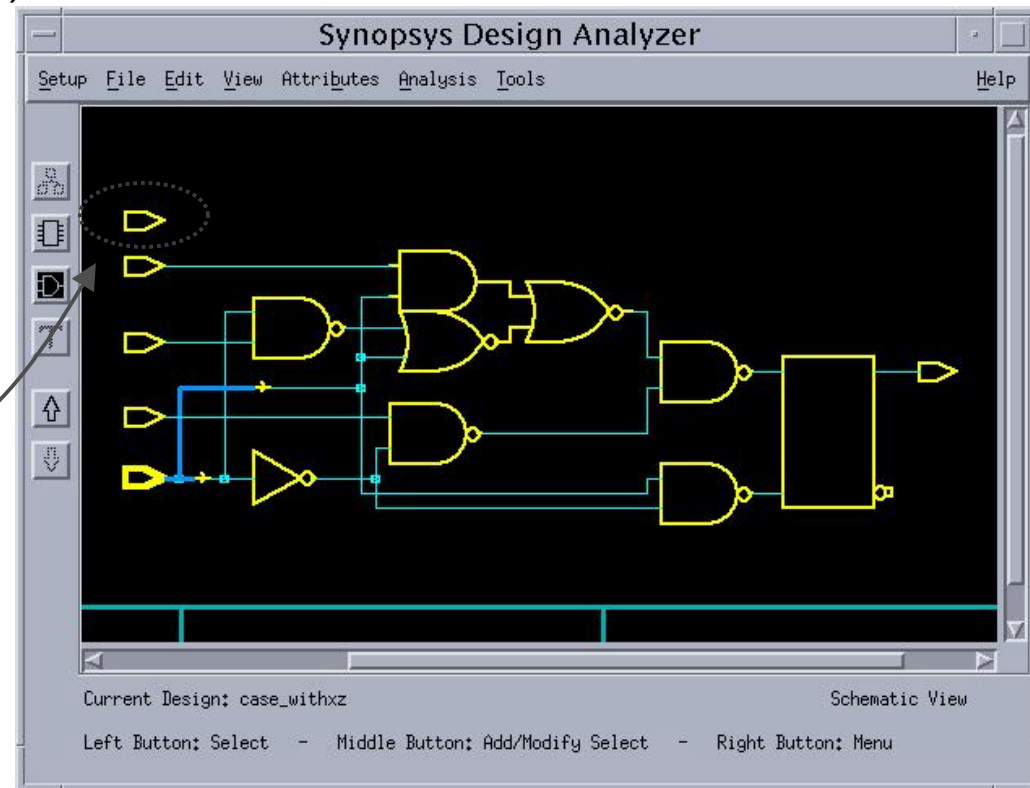 )
Synopsys Design Analyzer
Setup File Edit View Attributes Analysis Tools Help
Current Design: case_withxz Schematic View
Left Button: Select - Middle Button: Add/Modify Select - Right Button: Menu